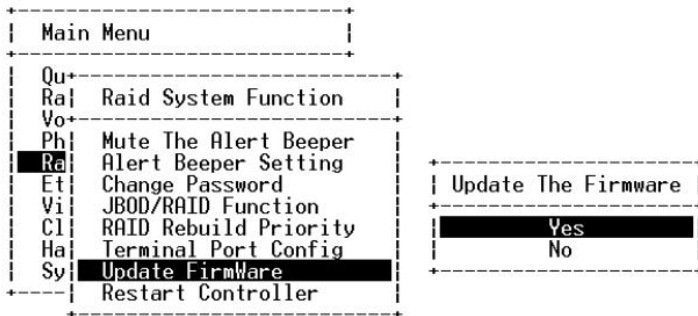 Main Menu
Qu
Ra
Raid System Function
Vo
Ph
Mute The Alert Beeper
Ra
Alert Beeper Setting
Et
Change Password
Update The Firmware
Vi
JBOD/RAID Function
Cl
RAID Rebuild Priority
Yes
Ha
Terminal Port Config
No
Sy
Update FirmWare
Restart Controller